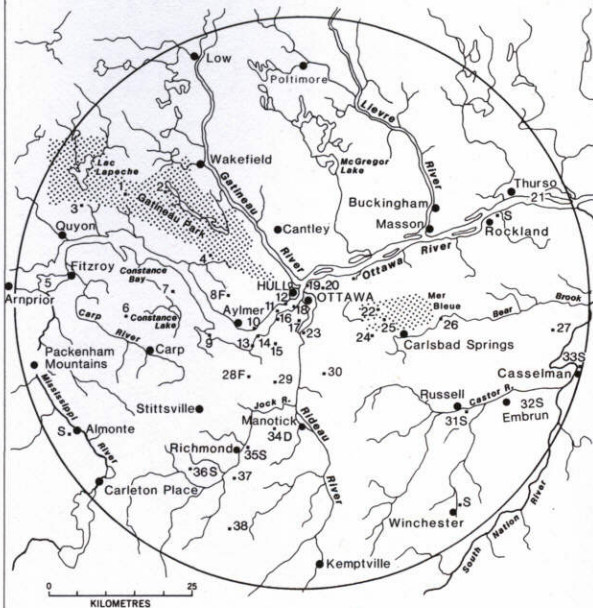 Low
Poltimore
Lievre
River
Lac
Lapeche
1
2
Wakefield
Gatineau
River
McGregor
Lake
Gatineau Park
3
Thurso
21
Buckingham
Masson
S
Rockland
Quyon
Cantley
4
Ottawa River
Fitzroy
5
Arnprior
Constance
Bay
7
8F
HULL
12
19
20
OTTAWA
Mer
Bleue
22
25
26
Bear Brook
6
Constance
Lake
Aylmer
10
11
18
16
17
23
24
Carlsbad Springs
27
Carp
River
Carp
9
13
14
15
Packenham
Mountains
33S
Casselman
28F
29
30
Mississippi
River
Stittsville
Jock R.
Rideau
River
Russell
Castor R.
31S
32S
Embrun
S
Almonte
Manotick
34D
Richmond
35S
36S
37
Carleton Place
S
Winchester
South Nation River
38
Kemptville
0
25
KILOMETRES